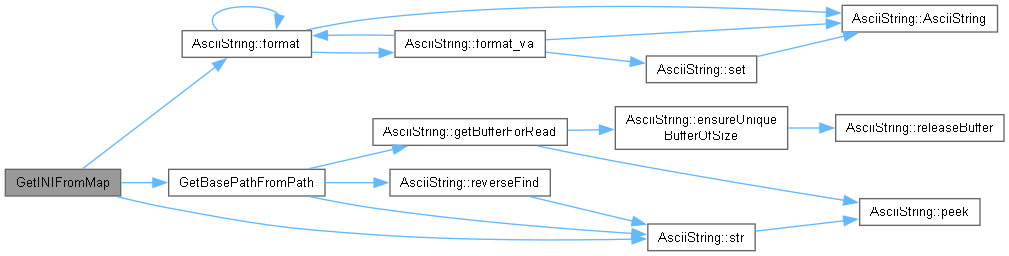 AsciiString::AsciiString
AsciiString::format
AsciiString::format_va
AsciiString::set
AsciiString::ensureUnique
BufferOfSize
AsciiString::getBufferForRead
AsciiString::releaseBuffer
GetINIFromMap
GetBasePathFromPath
AsciiString::reverseFind
AsciiString::peek
AsciiString::str